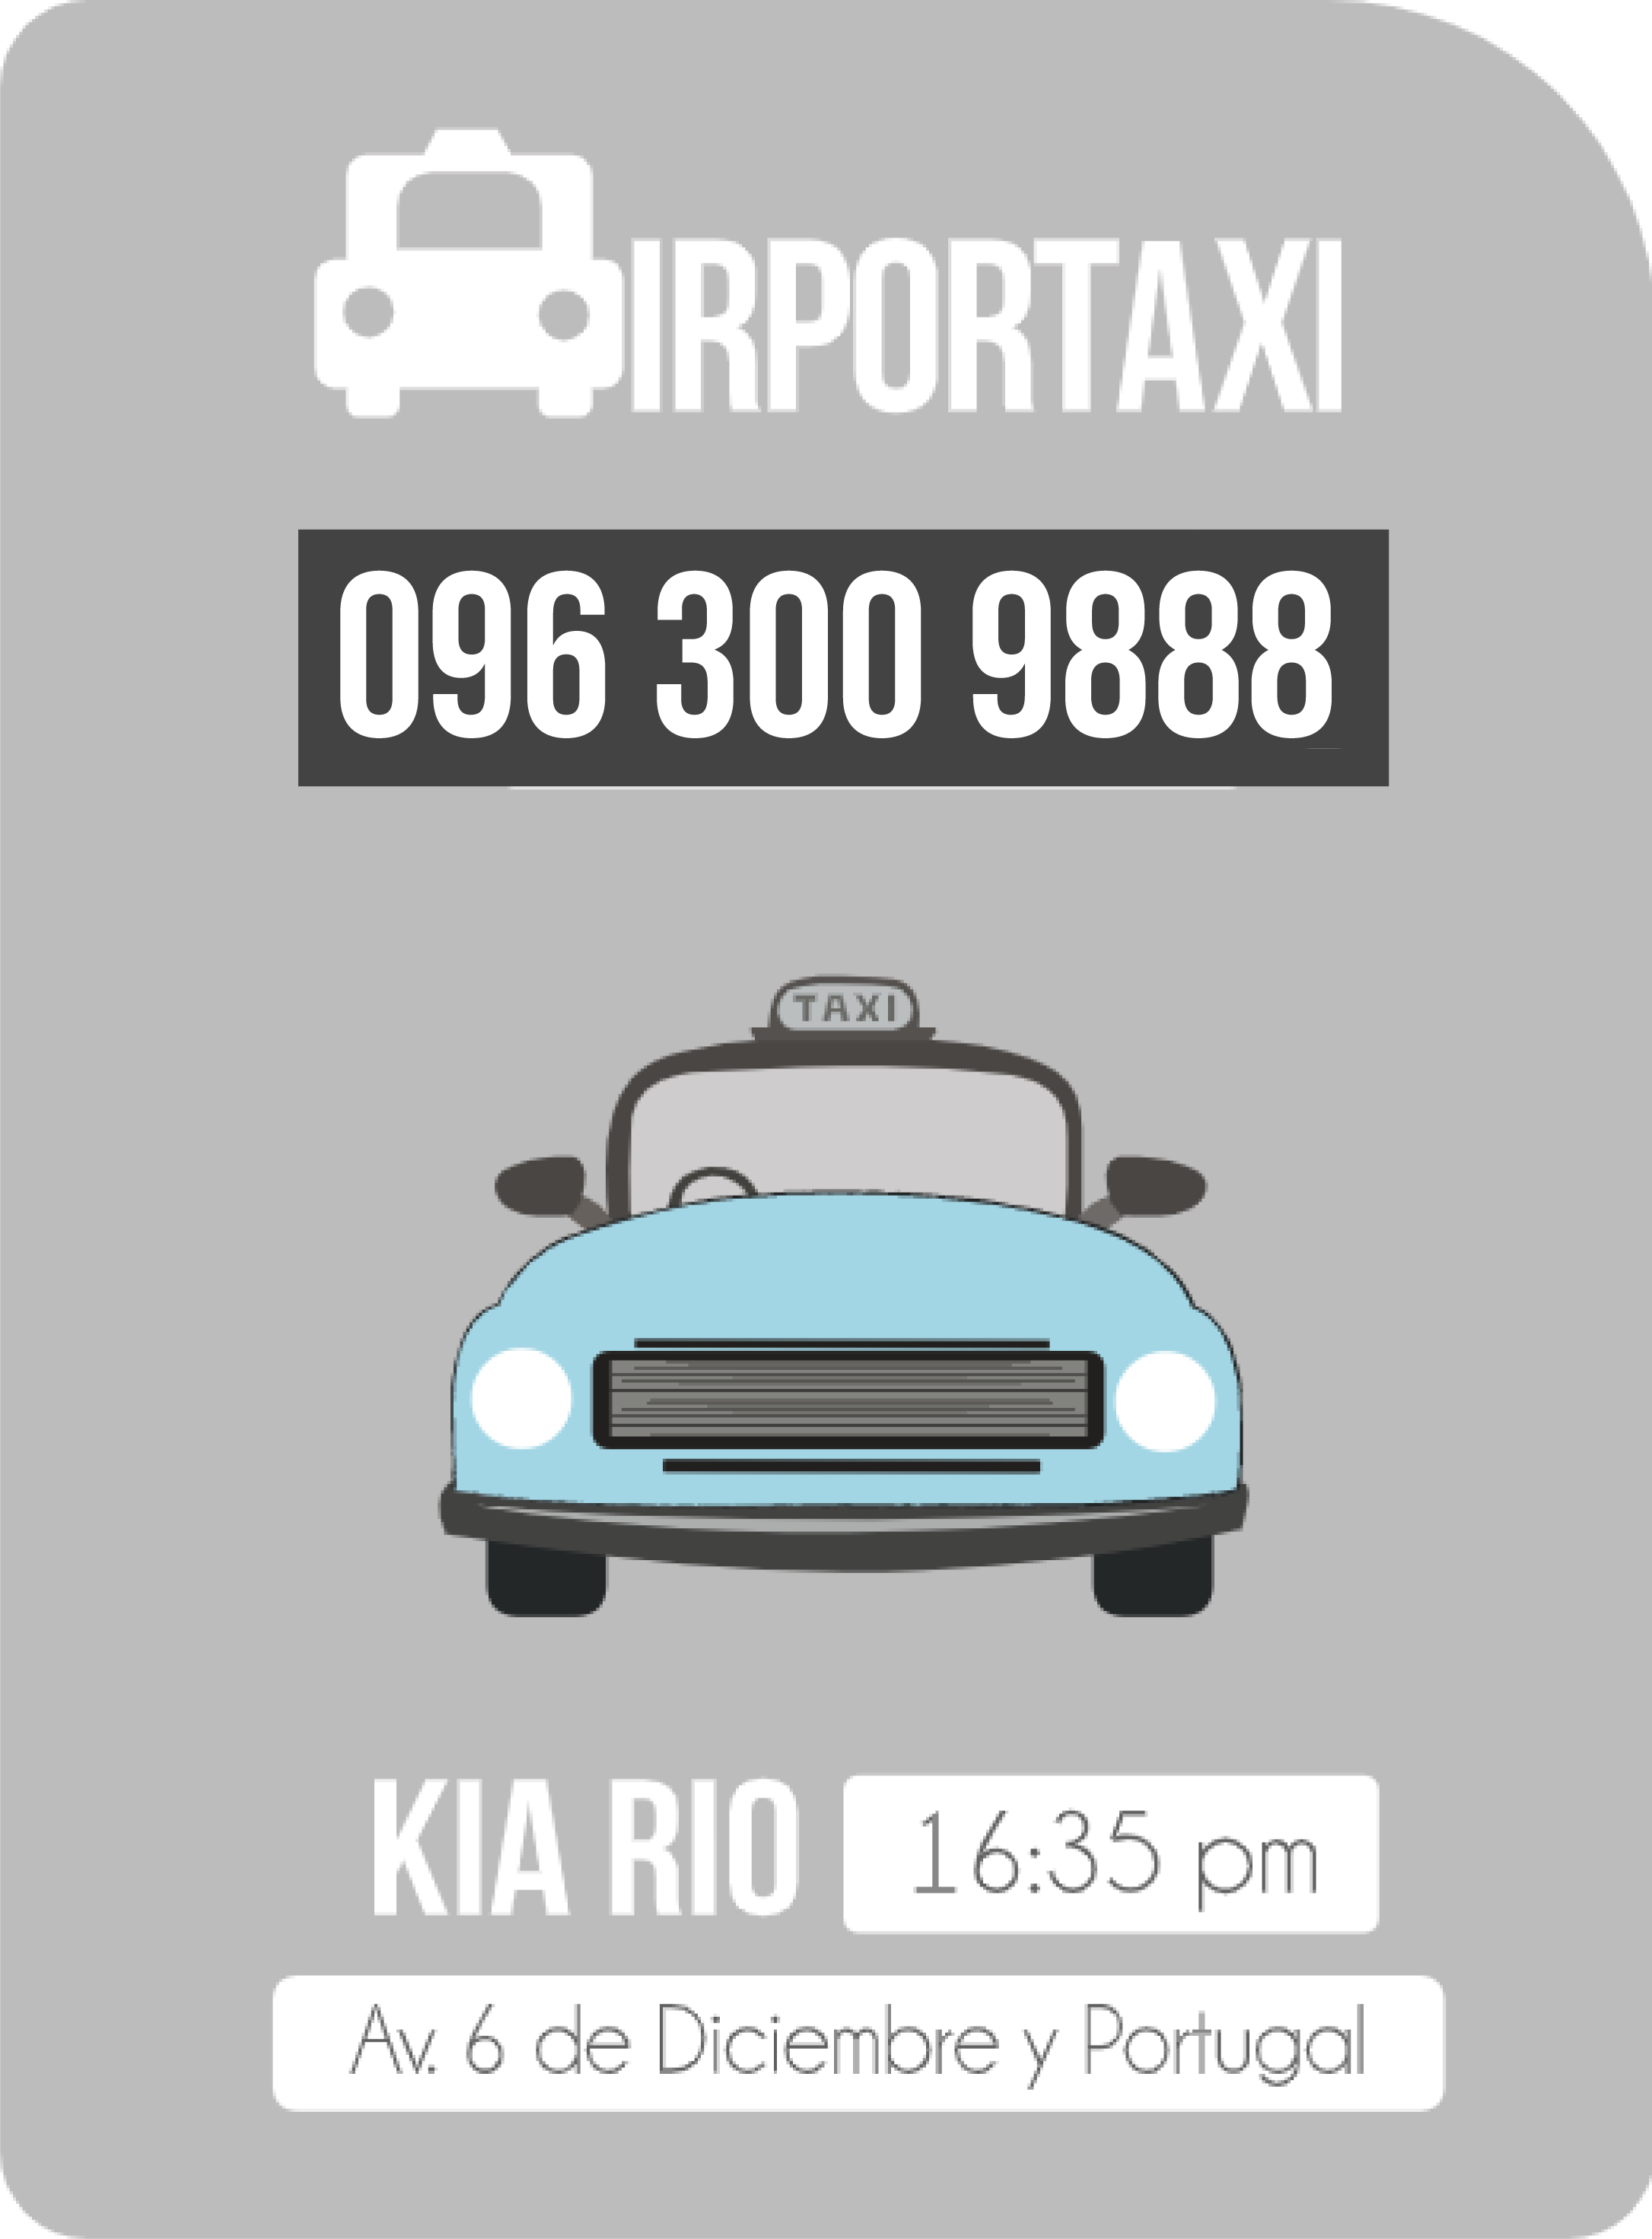 IRPORTAXI
096 300 9888
TAXI
KIA RIO
16:35 pm
Av. 6 de Diciembre y Portugal